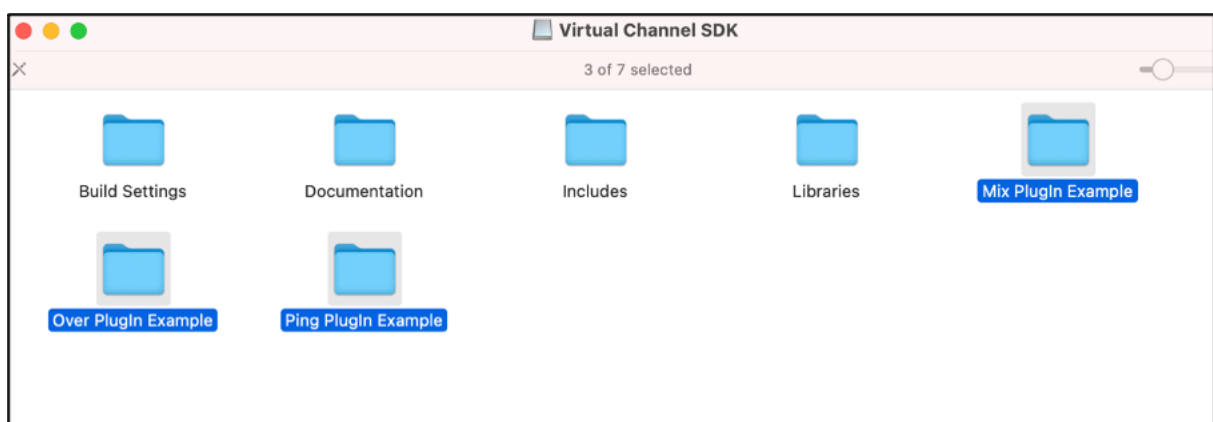 Virtual Channel SDK
3 of 7 selected
Build Settings
Documentation
Includes
Libraries
Mix PlugIn Example
Over PlugIn Example
Ping PlugIn Example